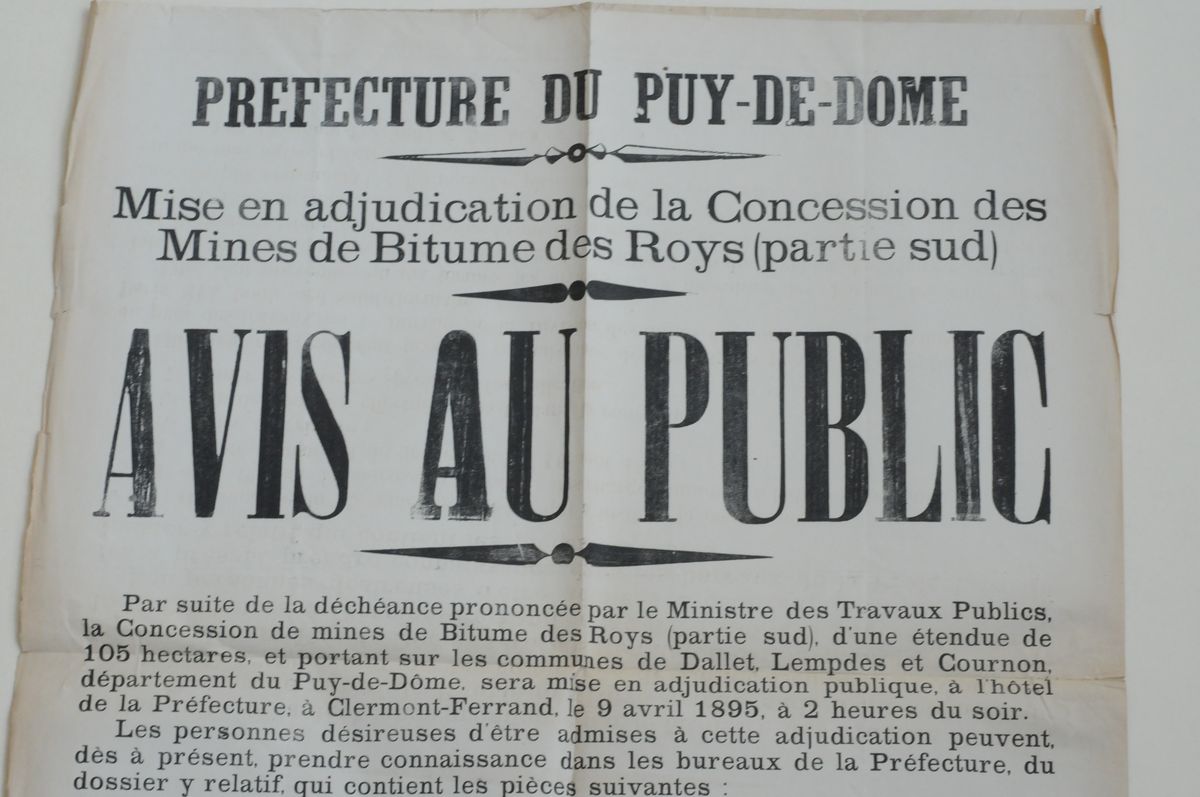 PREFECTURE DU PUY-DE-DOME
Mise en adjudication de la Concession des
Mines de Bitume des Roys (partie sud)
AVIS AU PUBLIC
Par suite de la déchéance prononcée par le Ministre des Travaux Publics,
la Concession de mines de Bitume des Roys (partie sud), d'une étendue de
105 hectares, et portant sur les communes de Dallet, Lempdes et Cournon,
département du Puy-de-Dôme, sera mise en adjudication publique, à l'hôtel
de la Préfecture, à Clermont-Ferrand, le 9 avril 1895, à 2 heures du soir.
Les personnes désireuses d'être admises à cette adjudication peuvent,
dès à présent, prendre connaissance dans les bureaux de la Préfecture, du
dossier y relatif, qui contient les pièces suivantes :